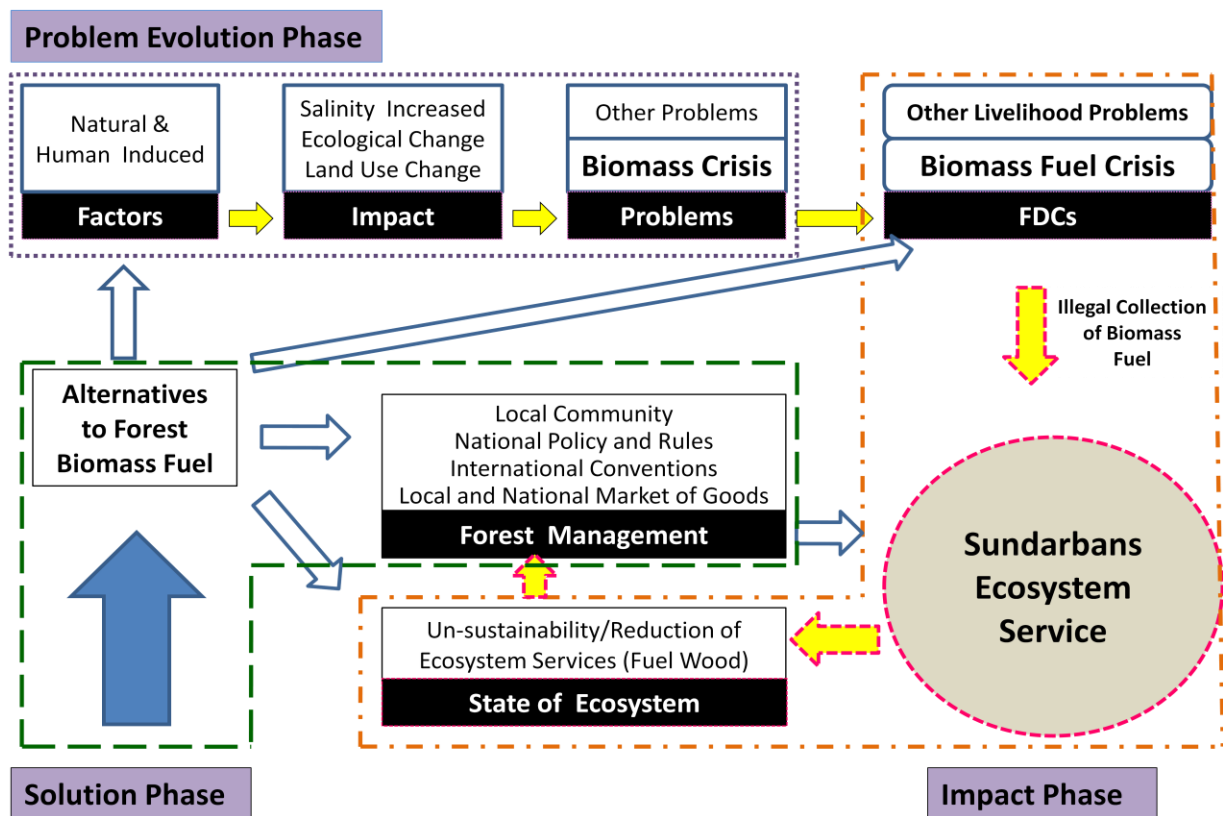 Problem Evolution Phase
Natural &
Human Induced
Factors
Salinity Increased
Ecological Change
Land Use Change
Impact
Other Problems
Biomass Crisis
Problems
Other Livelihood Problems
Biomass Fuel Crisis
FDCs
Illegal Collection
of Biomass
Fuel
Alternatives
to Forest
Biomass Fuel
Local Community
National Policy and Rules
International Conventions
Local and National Market of Goods
Forest Management
Sundarbans
Ecosystem
Service
Un-sustainability/Reduction of
Ecosystem Services (Fuel Wood)
State of Ecosystem
Solution Phase
Impact Phase